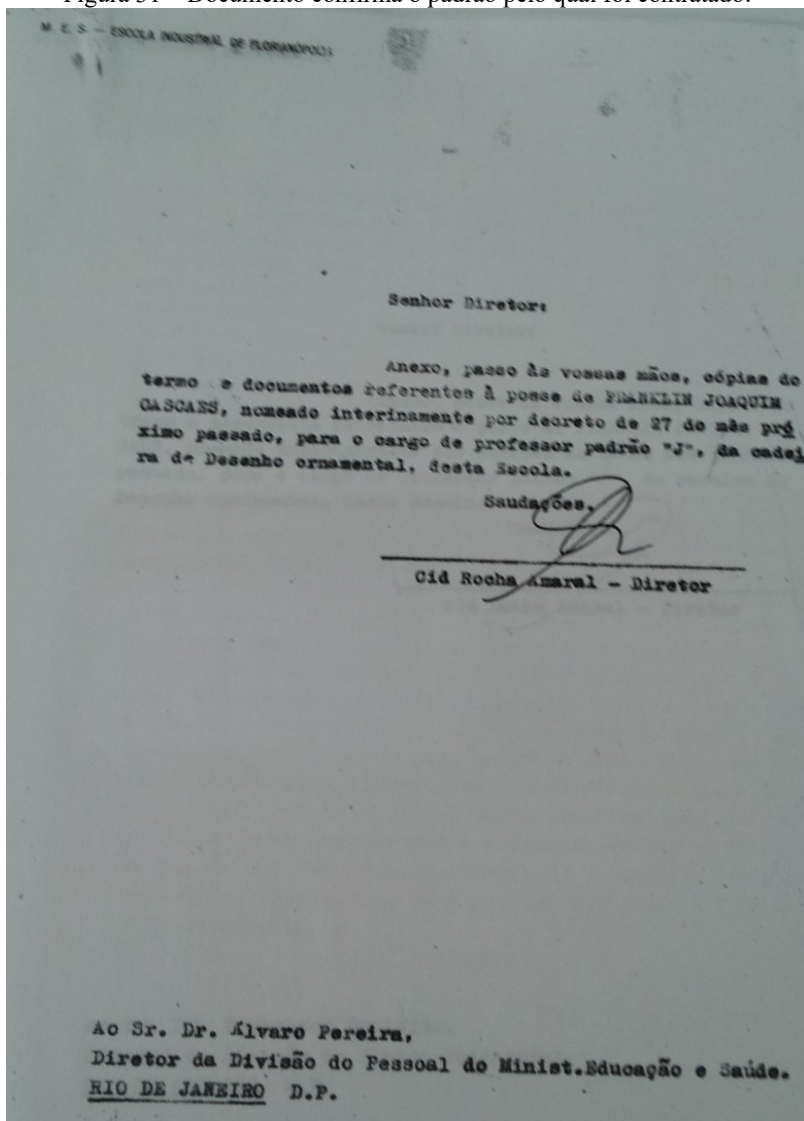 Figura 31 – Documento confirma o padrão pelo qual foi contratado.
M. E. S. — ESCOLA INDUSTRIAL DE FLORIANÓPOLIS
Senhor Diretor:
Anexo, passo às vossas mãos, cópias do
termo e documentos referentes à posse de FRANKLIN JOAQUIM
CASCAES, nomeado interinamente por decreto de 27 do mês pró
ximo passado, para o cargo de professor padrão "J", da cadei
ra de Desenho ornamental, desta Escola.
Saudações.
Cid Rocha Amaral - Diretor
Ao Sr. Dr. Álvaro Pereira,
Diretor da Divisão do Pessoal do Minist.Educação e Saúde.
RIO DE JANEIRO D.F.